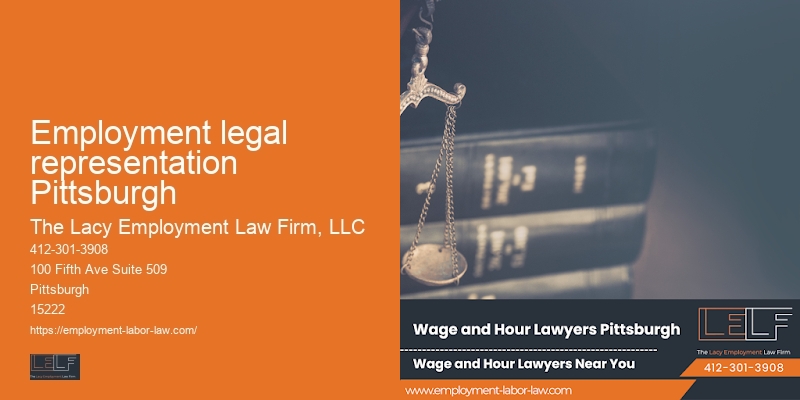 Employment legal
representation
Pittsburgh
The Lacy Employment Law Firm, LLC
412-301-3908
100 Fifth Ave Suite 509
Pittsburgh
15222
https://employment-labor-law.com/
LELF
Wage and Hour Lawyers Pittsburgh
Wage and Hour Lawyers Near You
www.employment-labor-law.com
LELF
The Lacy Employment Law Firm
412-301-3908